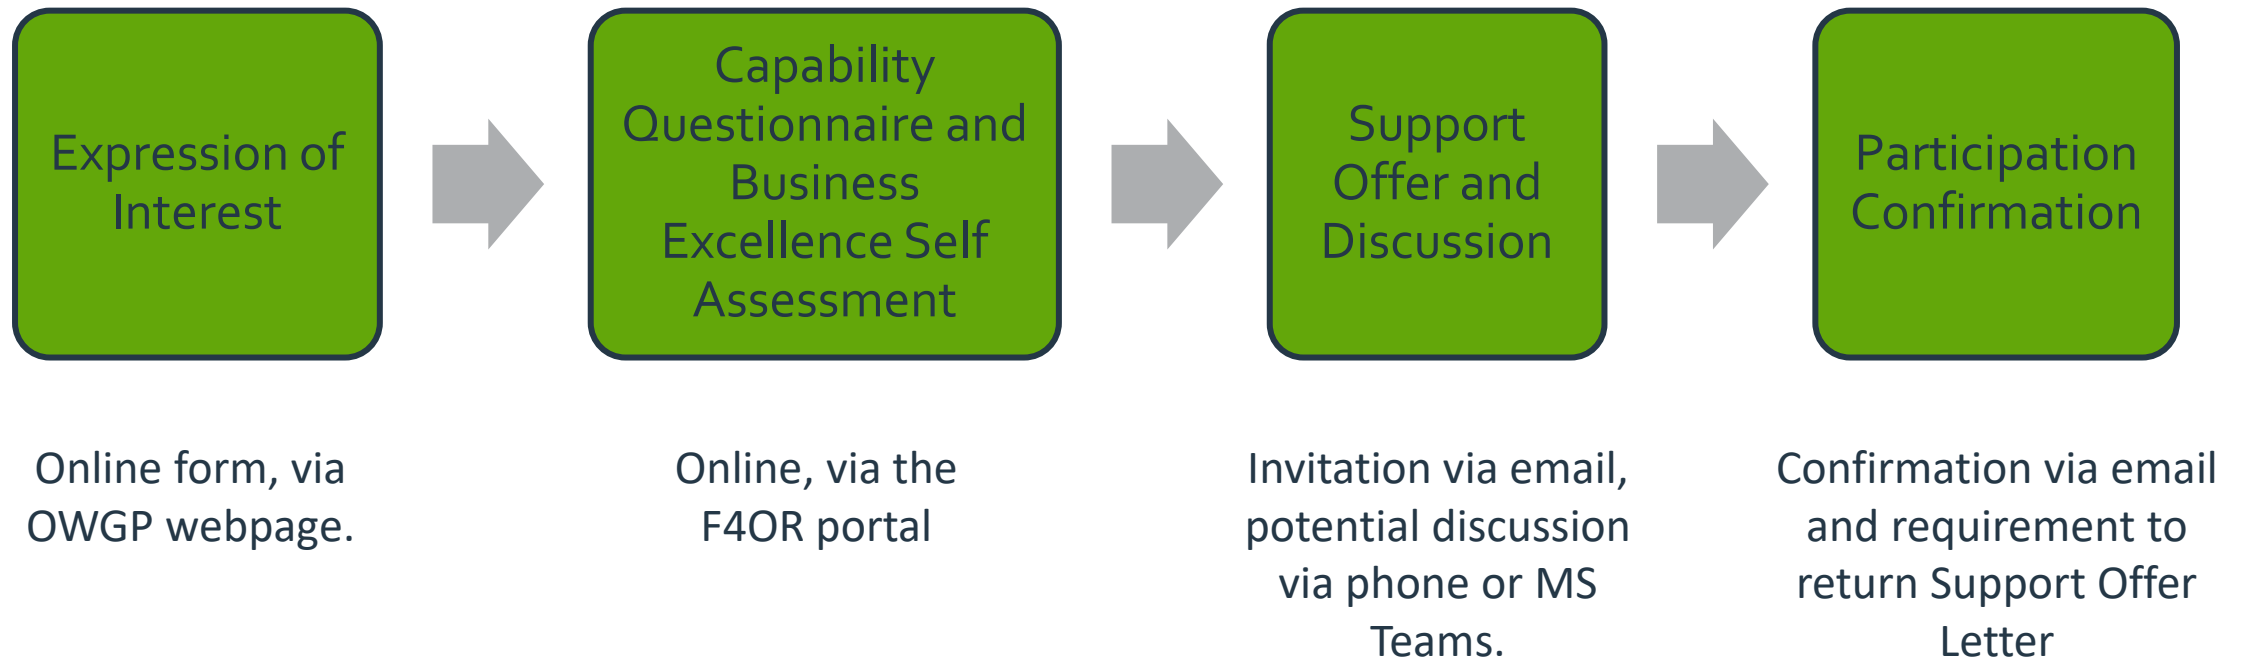 Expression of
Interest
Capability
Questionnaire and
Business
Excellence Self
Assessment
Support
Offer and
Discussion
Participation
Confirmation
Online form, via
OWGP webpage.
Online, via the
F4OR portal
Invitation via email,
potential discussion
via phone or MS
Teams.
Confirmation via email
and requirement to
return Support Offer
Letter